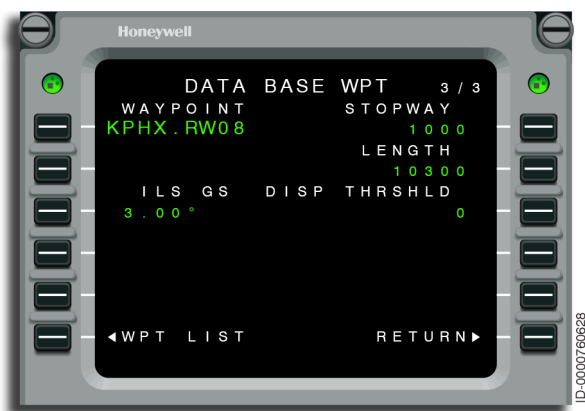 Honeywell
DATA BASE WPT 3/3
WAYPOINT STOPWAY
KPHX.RW08 1000
LENGTH
10300
ILS GS DISP THRSHLD
3.00° 0
◀WPT LIST RETURN▶
ID-0000760628